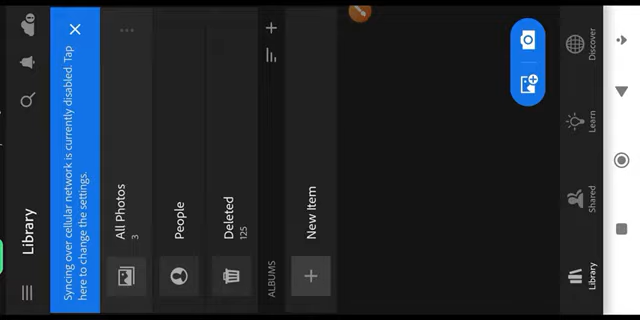 Library
Syncing over cellular network is currently disabled. Tap
here to change the settings.
All Photos
3
People
Deleted
125
ALBUMS
New Item
Library
Shared
Learn
Discover